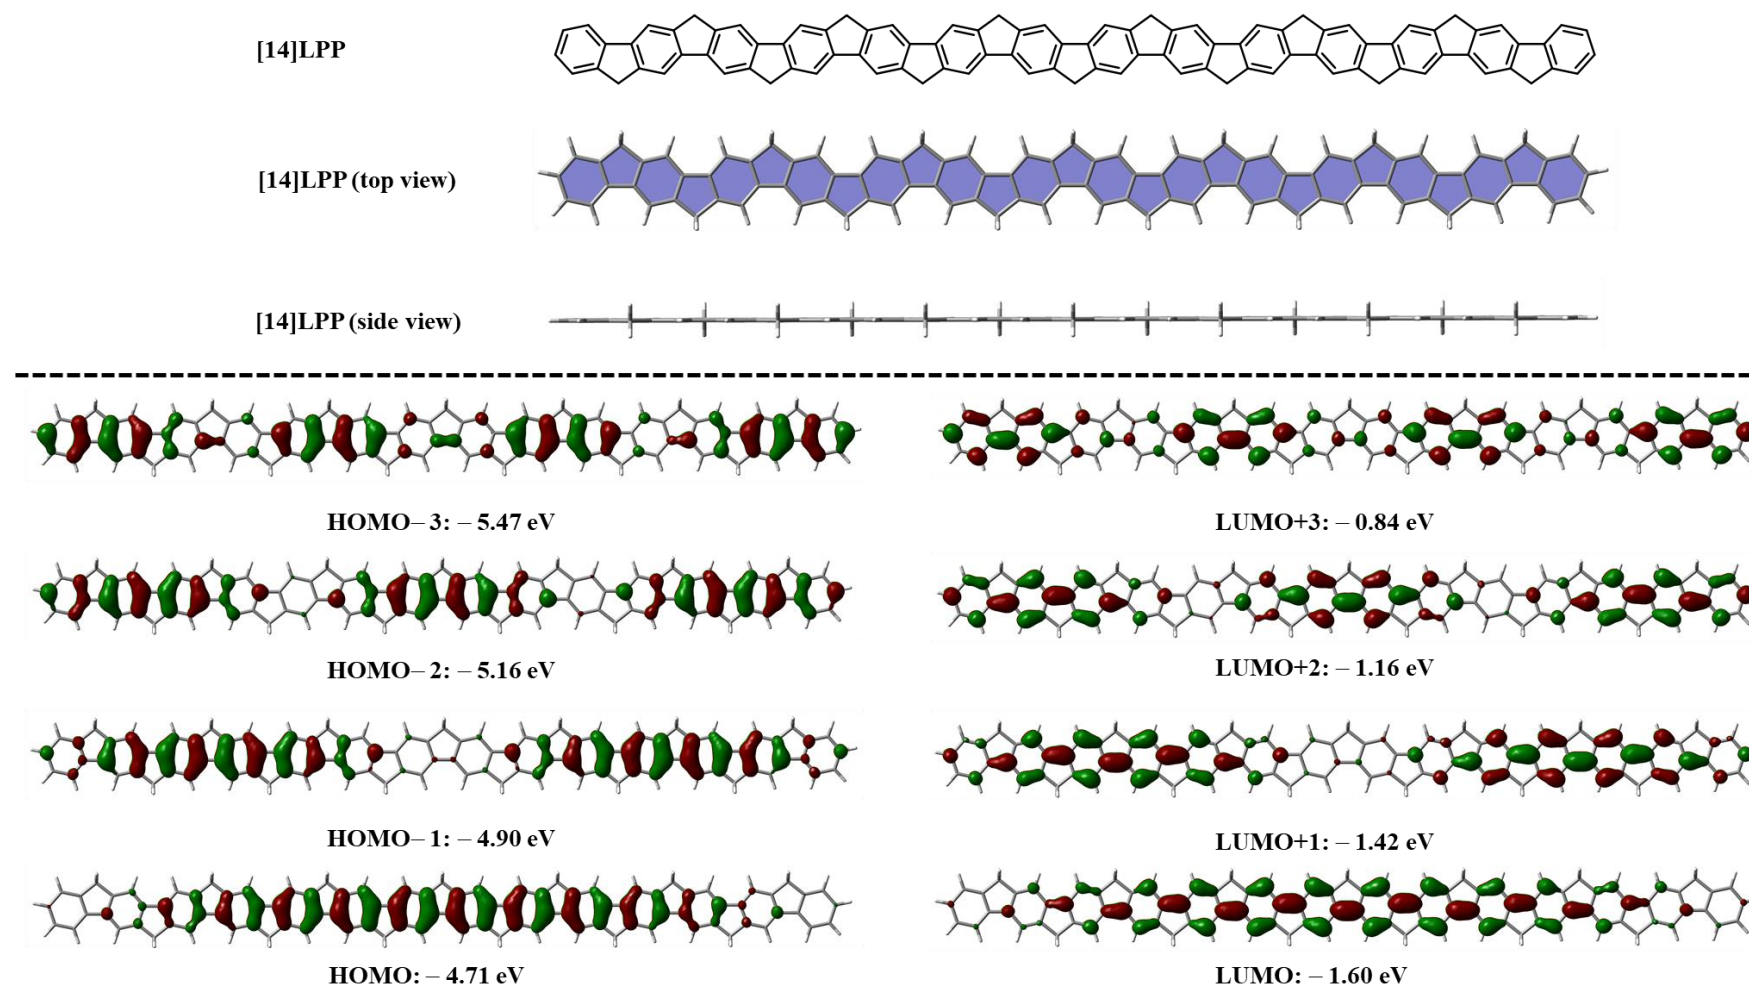 [14]LPP
[14]LPP (top view)
[14]LPP (side view)
HOMO– 3: – 5.47 eV
LUMO+3: – 0.84 eV
HOMO– 2: – 5.16 eV
LUMO+2: – 1.16 eV
HOMO– 1: – 4.90 eV
LUMO+1: – 1.42 eV
HOMO: – 4.71 eV
LUMO: – 1.60 eV